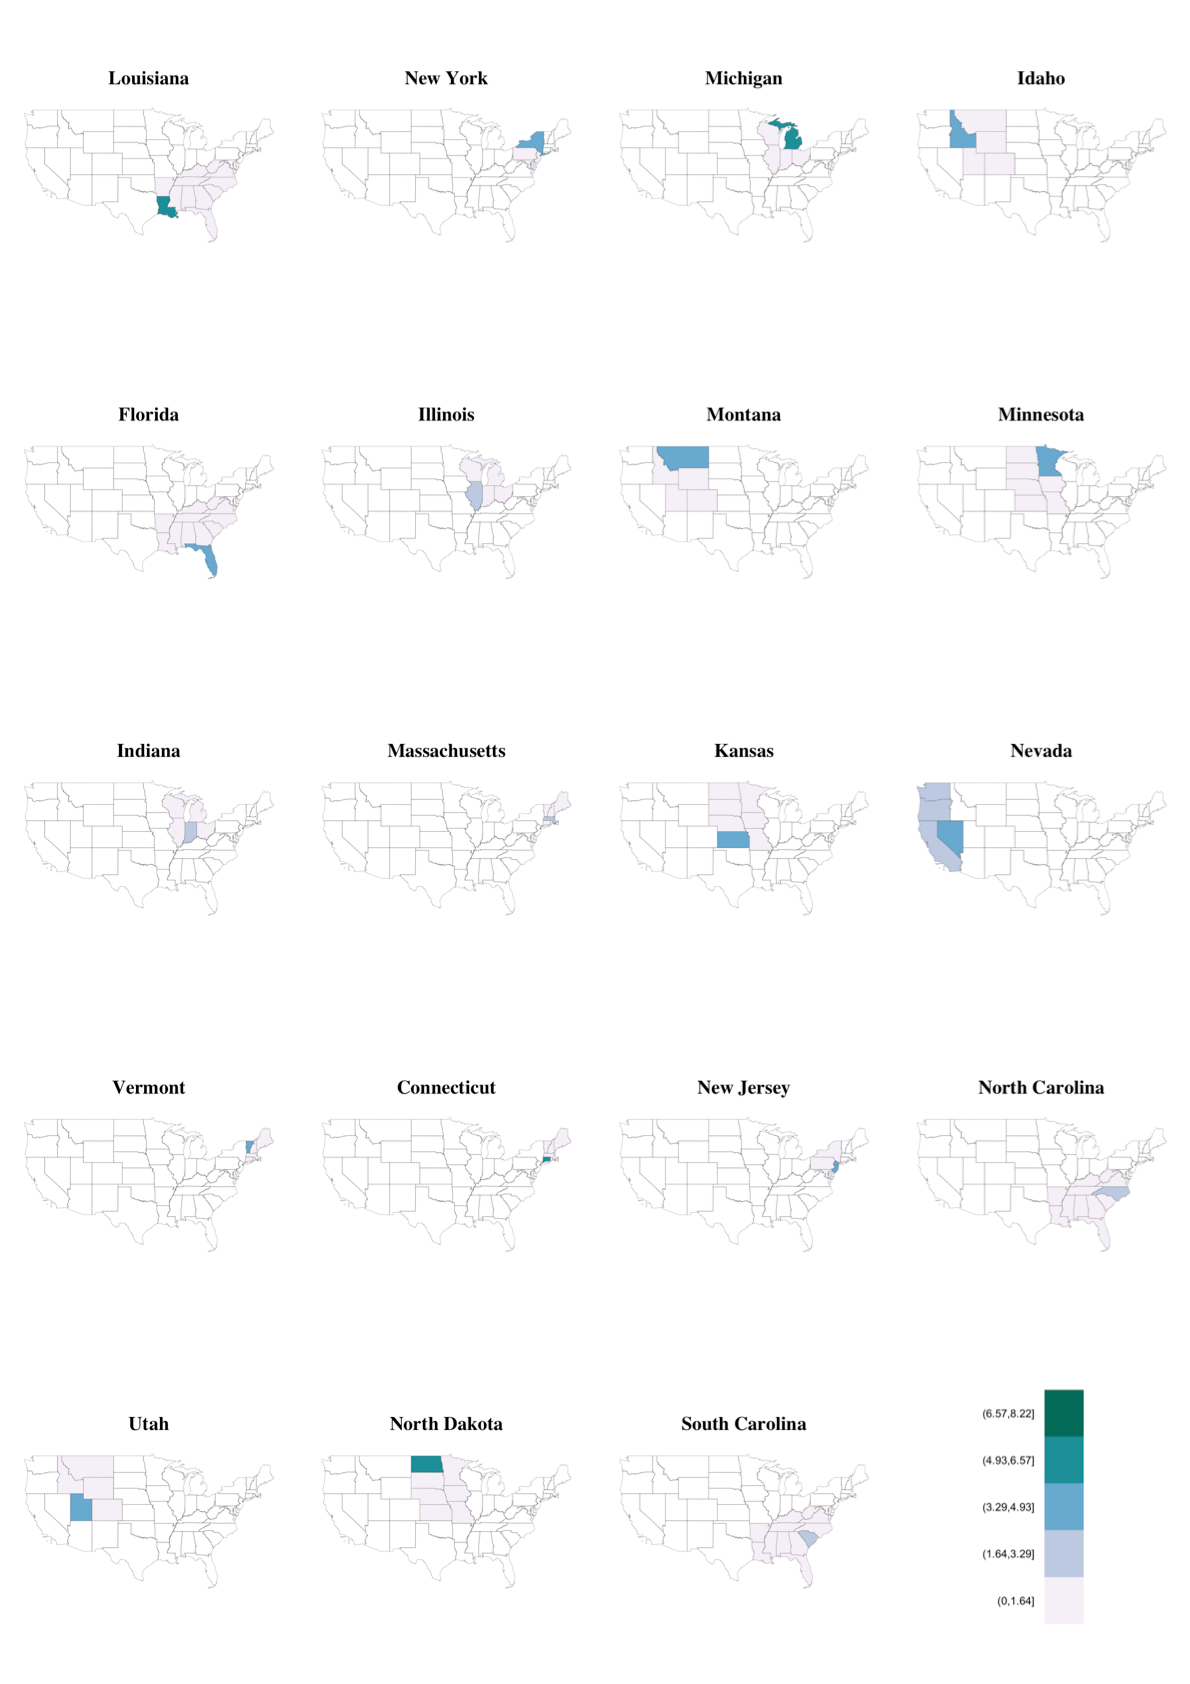 Louisiana
New York
Michigan
Idaho
Florida
Illinois
Montana
Minnesota
Indiana
Massachusetts
Kansas
Nevada
Vermont
Connecticut
New Jersey
North Carolina
Utah
North Dakota
South Carolina
(6.57,8.22]
(4.93,6.57]
(3.29,4.93]
(1.64,3.29]
(0,1.64]